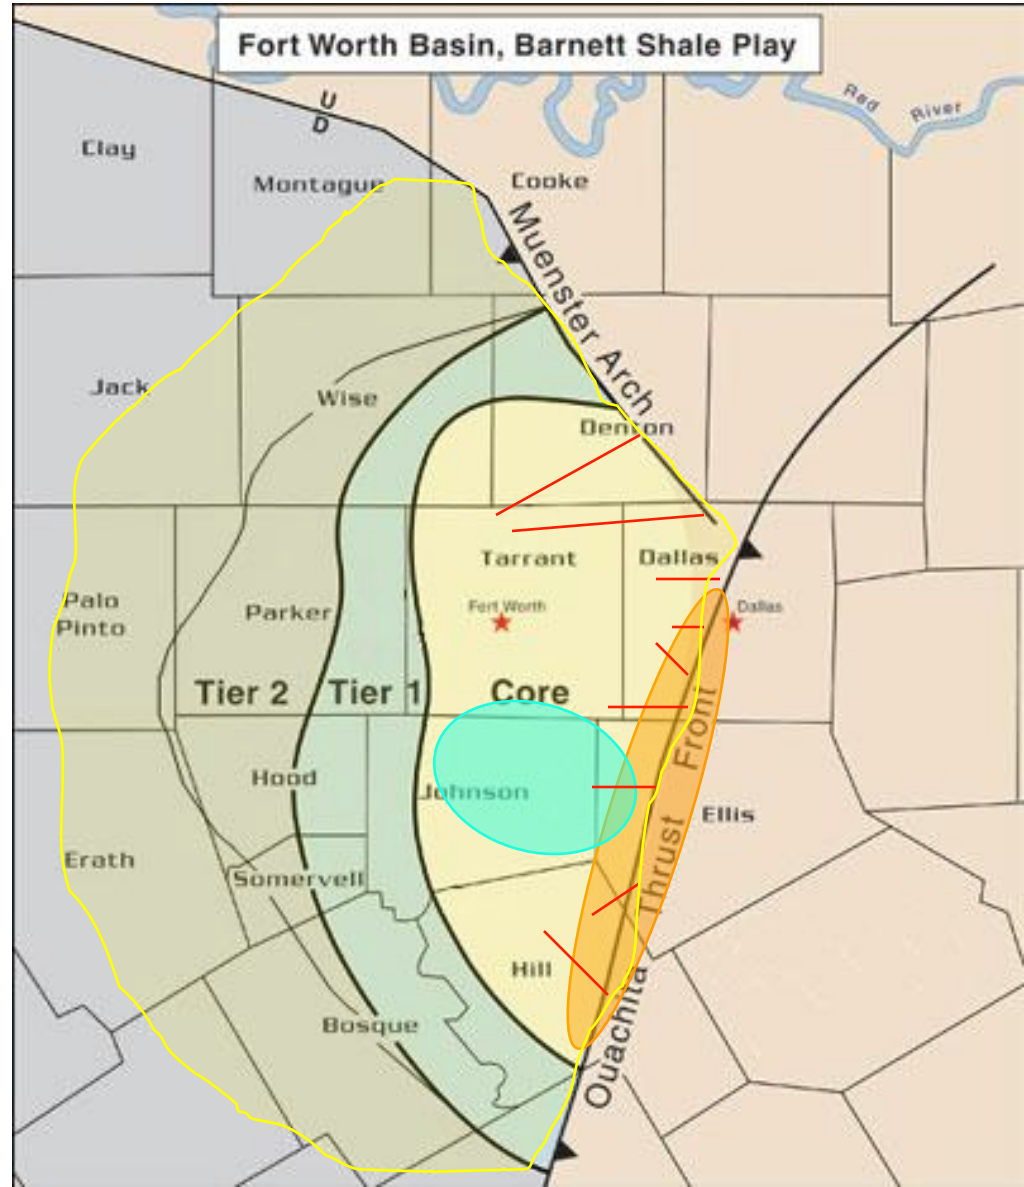 Fort Worth Basin, Barnett Shale Play
Red
River
U
D
Clay
Montague
Cooke
Muenster Arch
Jack
Wise
Denton
Tarrant
Dallas
Palo
Pinto
Parker
Fort Worth
Dallas
Tier 2
Tier 1
Core
Hood
Johnson
Ellis
Erath
Somervell
Hill
Bosque
Ouachita Thrust Front